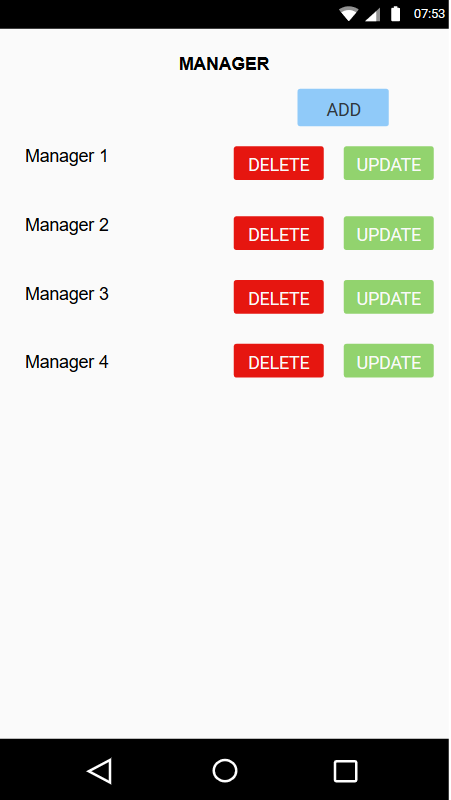 07:53
MANAGER
ADD
Manager 1 DELETE UPDATE
Manager 2 DELETE UPDATE
Manager 3 DELETE UPDATE
Manager 4 DELETE UPDATE